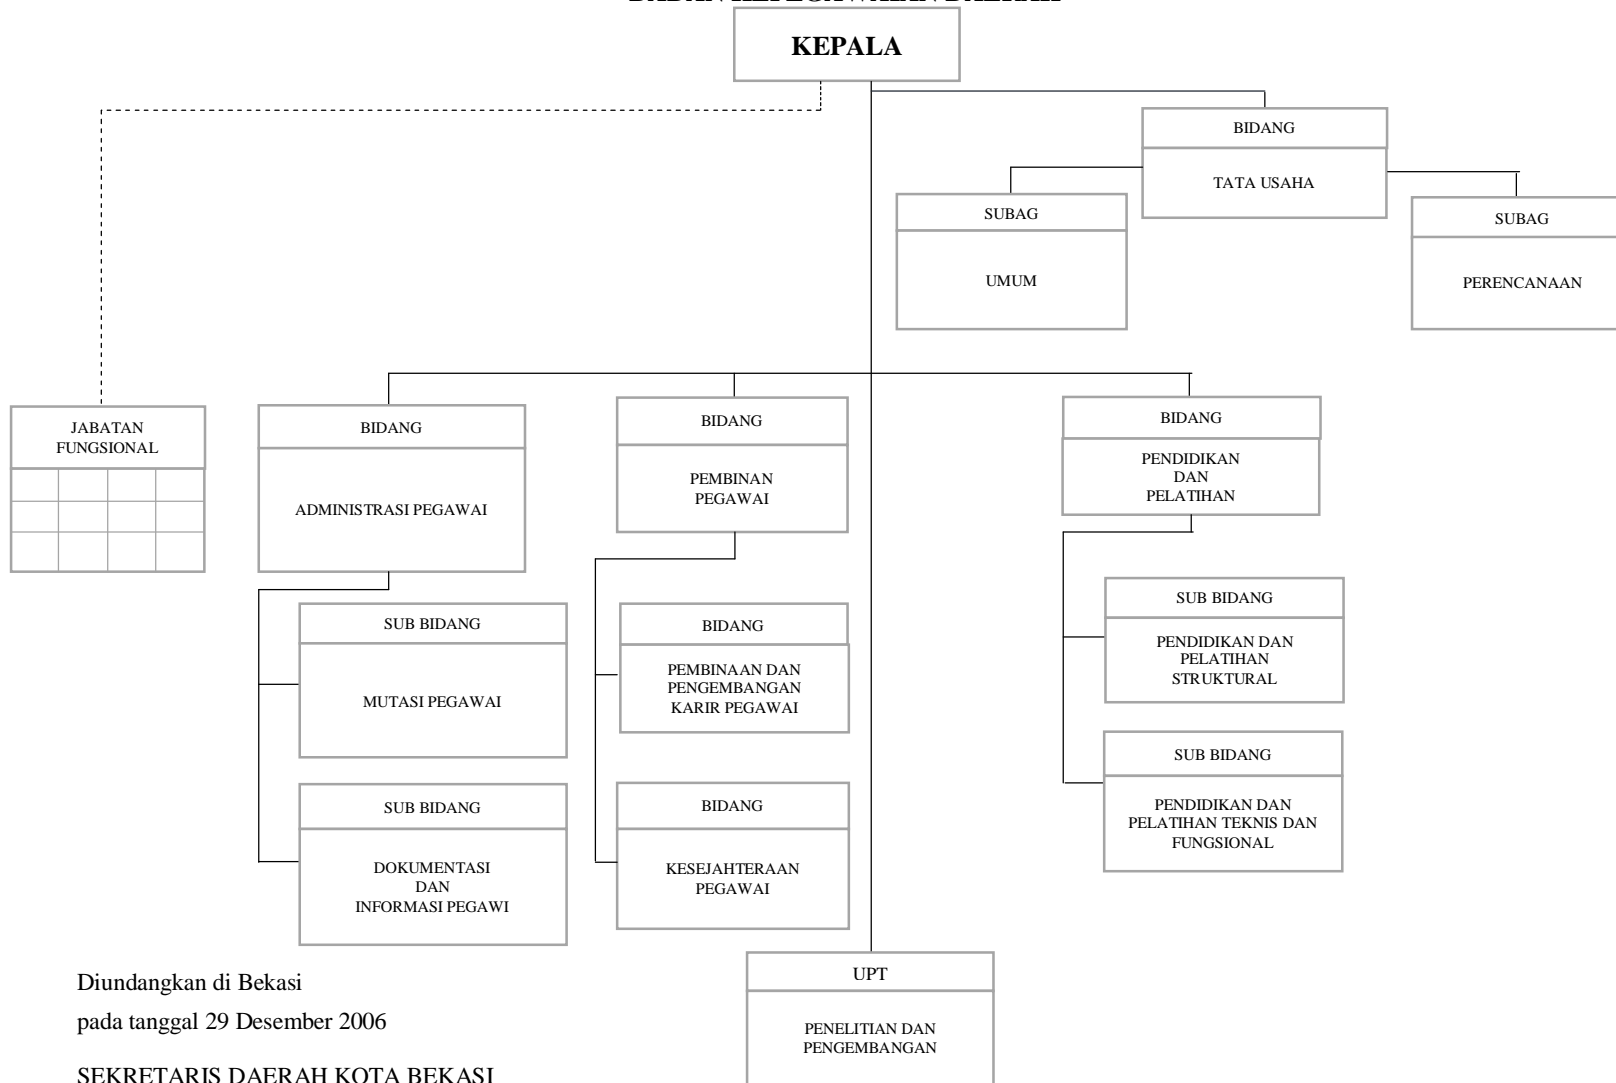 BADAN KEPEGAWAIAN DAERAH
KEPALA
BIDANG
TATA USAHA
SUBAG
UMUM
SUBAG
PERENCANAAN
JABATAN
FUNGSIONAL
BIDANG
ADMINISTRASI PEGAWAI
BIDANG
PEMBINAN
PEGAWAI
BIDANG
PENDIDIKAN
DAN
PELATIHAN
SUB BIDANG
MUTASI PEGAWAI
SUB BIDANG
DOKUMENTASI
DAN
INFORMASI PEGAWI
BIDANG
PEMBINAAN DAN
PENGEMBANGAN
KARIR PEGAWAI
BIDANG
KESEJAHTERAAN
PEGAWAI
SUB BIDANG
PENDIDIKAN DAN
PELATIHAN
STRUKTURAL
SUB BIDANG
PENDIDIKAN DAN
PELATIHAN TEKNIS DAN
FUNGSIONAL
UPT
PENELITIAN DAN
PENGEMBANGAN
Diundangkan di Bekasi
pada tanggal 29 Desember 2006
SEKRETARIS DAERAH KOTA BEKASI